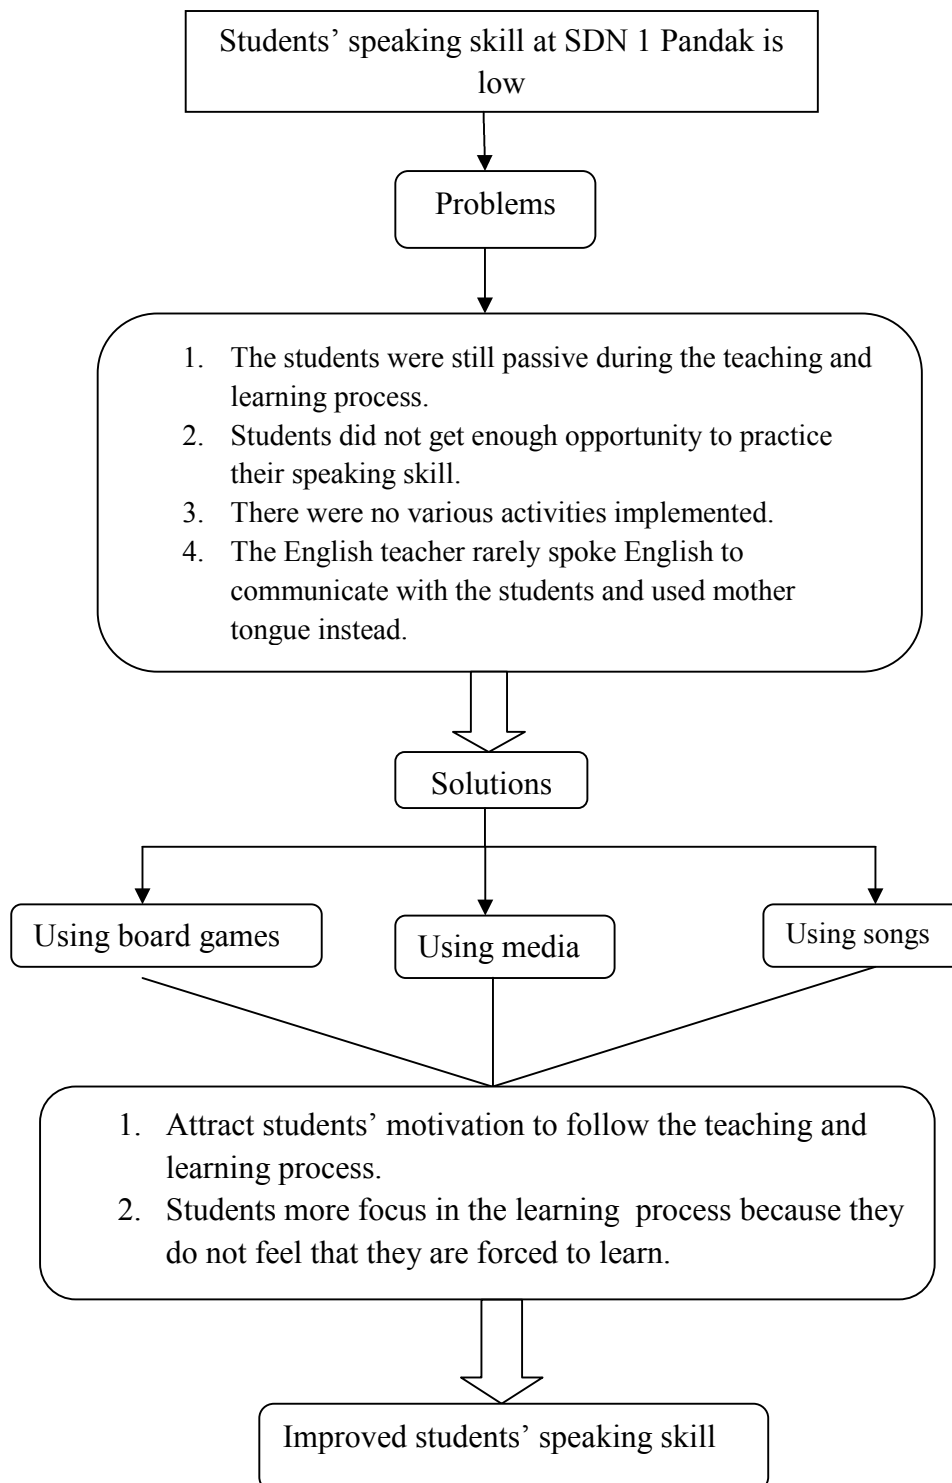 Students’ speaking skill at SDN 1 Pandak is
low
Problems
1. The students were still passive during the teaching and
learning process.
2. Students did not get enough opportunity to practice
their speaking skill.
3. There were no various activities implemented.
4. The English teacher rarely spoke English to
communicate with the students and used mother
tongue instead.
Solutions
Using board games
Using media
Using songs
1. Attract students’ motivation to follow the teaching and
learning process.
2. Students more focus in the learning process because they
do not feel that they are forced to learn.
Improved students’ speaking skill